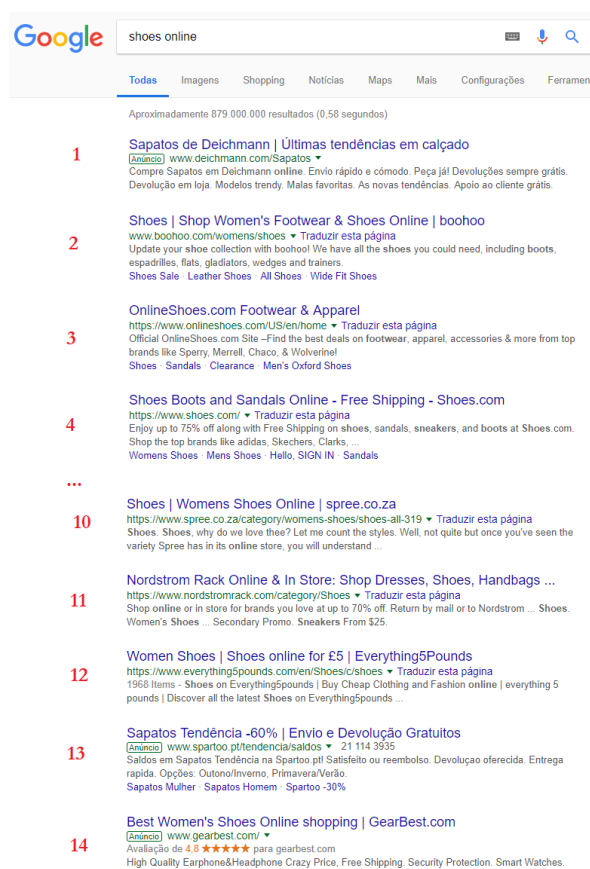 Google
shoes online
Todas Imagens Shopping Notícias Maps Mais Configurações Ferramen
Aproximadamente 879.000.000 resultados (0,58 segundos)
1
Sapatos de Deichmann | Últimas tendências em calçado
Anúncio www.deichmann.com/Sapatos ▼
Compre Sapatos em Deichmann online. Envio rápido e cómodo. Peça já! Devoluções sempre grátis.
Devolução em loja. Modelos trendy. Malas favoritas. As novas tendências. Apoio ao cliente grátis.
2
Shoes | Shop Women's Footwear & Shoes Online | boohoo
www.boohoo.com/womens/shoes ▼ Traduzir esta página
Update your shoe collection with boohoo! We have all the shoes you could need, including boots,
espadrilles, flats, gladiators, wedges and trainers.
Shoes Sale · Leather Shoes · All Shoes · Wide Fit Shoes
3
OnlineShoes.com Footwear & Apparel
https://www.onlineshoes.com/US/en/home ▼ Traduzir esta página
Official OnlineShoes.com Site –Find the best deals on footwear, apparel, accessories & more from top
brands like Sperry, Merrell, Chaco, & Wolverine!
Shoes · Sandals · Clearance · Men's Oxford Shoes
4
Shoes Boots and Sandals Online - Free Shipping - Shoes.com
https://www.shoes.com/ ▼ Traduzir esta página
Enjoy up to 75% off along with Free Shipping on shoes, sandals, sneakers, and boots at Shoes.com.
Shop the top brands like adidas, Skechers, Clarks, ...
Womens Shoes · Mens Shoes · Hello, SIGN IN · Sandals
...
10
Shoes | Womens Shoes Online | spree.co.za
https://www.spree.co.za/category/womens-shoes/shoes-all-319 ▼ Traduzir esta página
Shoes. Shoes, why do we love thee? Let me count the styles. Well, not quite but once you've seen the
variety Spree has in its online store, you will understand ...
11
Nordstrom Rack Online & In Store: Shop Dresses, Shoes, Handbags ...
https://www.nordstromrack.com/category/Shoes ▼ Traduzir esta página
Shop online or in store for brands you love at up to 70% off. Return by mail or to Nordstrom ... Shoes.
Women's Shoes ... Secondary Promo. Sneakers From $25.
12
Women Shoes | Shoes online for £5 | Everything5Pounds
https://www.everything5pounds.com/en/Shoes/c/shoes ▼ Traduzir esta página
1968 Items - Shoes on Everything5pounds | Buy Cheap Clothing and Fashion online | everything 5
pounds | Discover all the latest Shoes on Everything5pounds ...
13
Sapatos Tendência -60% | Envio e Devolução Gratuitos
Anúncio www.spartoo.pt/tendencia/saldos ▼ 21 114 3935
Saldos em Sapatos Tendência na Spartoo.pt! Satisfeito ou reembolso. Devoluçao oferecida. Entrega
rapida. Opções: Outono/Inverno, Primavera/Verão.
Sapatos Mulher · Sapatos Homem · Spartoo -30%
14
Best Women's Shoes Online shopping | GearBest.com
Anúncio www.gearbest.com/ ▼
Avaliação de 4,8 ★★★★★ para gearbest.com
High Quality Earphone&Headphone Crazy Price, Free Shipping. Security Protection. Smart Watches.